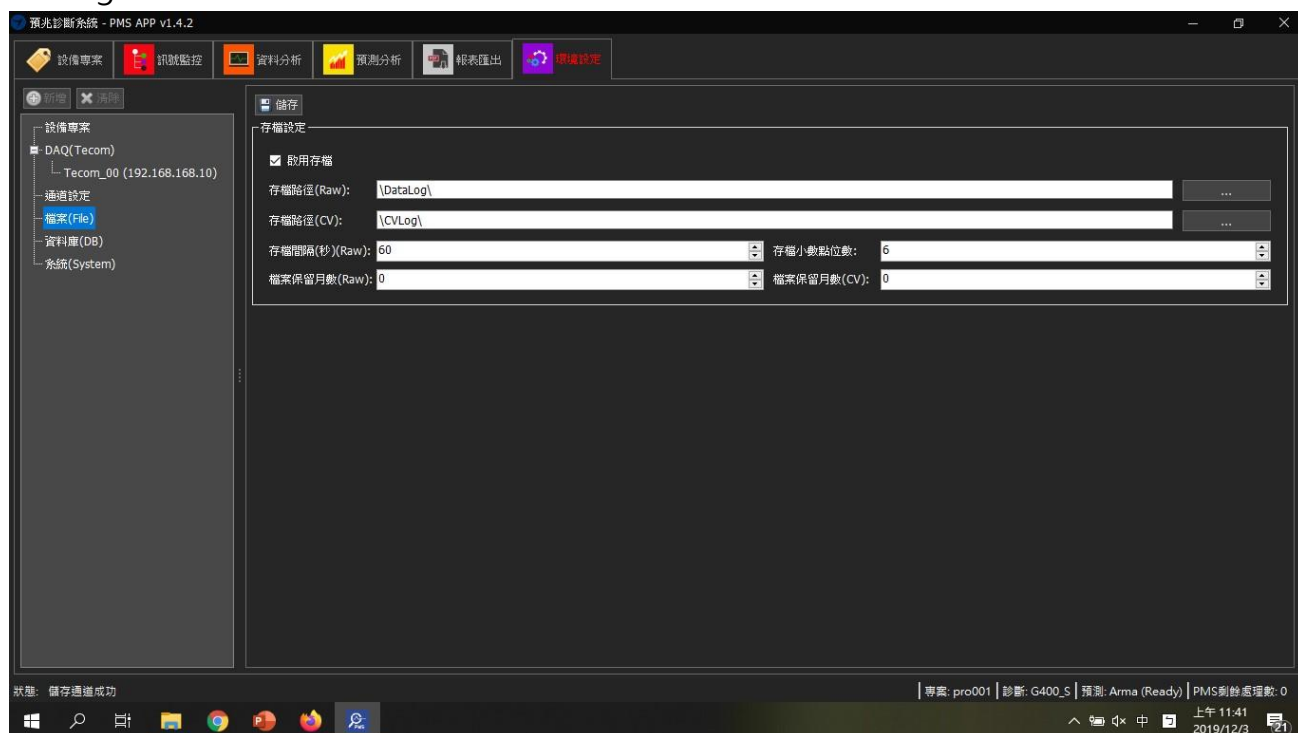 預兆診斷系統 - PMS APP v1.4.2
設備專案 訊號監控 資料分析 預測分析 報表匯出 環境設定
新增 清除
儲存
存檔設定
設備專案
DAQ(Tecom)
Tecom_00 (192.168.168.10)
通道設定
檔案(File)
資料庫(DB)
系統(System)
啟用存檔
存檔路徑(Raw): \DataLog\ ...
存檔路徑(CV): \CVLog\ ...
存檔間隔(秒)(Raw): 60 存檔小數點位數: 6
檔案保留月數(Raw): 0 檔案保留月數(CV): 0
狀態: 儲存通道成功
專案: pro001 診斷: G400_S 預測: Arma (Ready) PMS剩餘處理數: 0
中 上午 11:41
2019/12/3 21